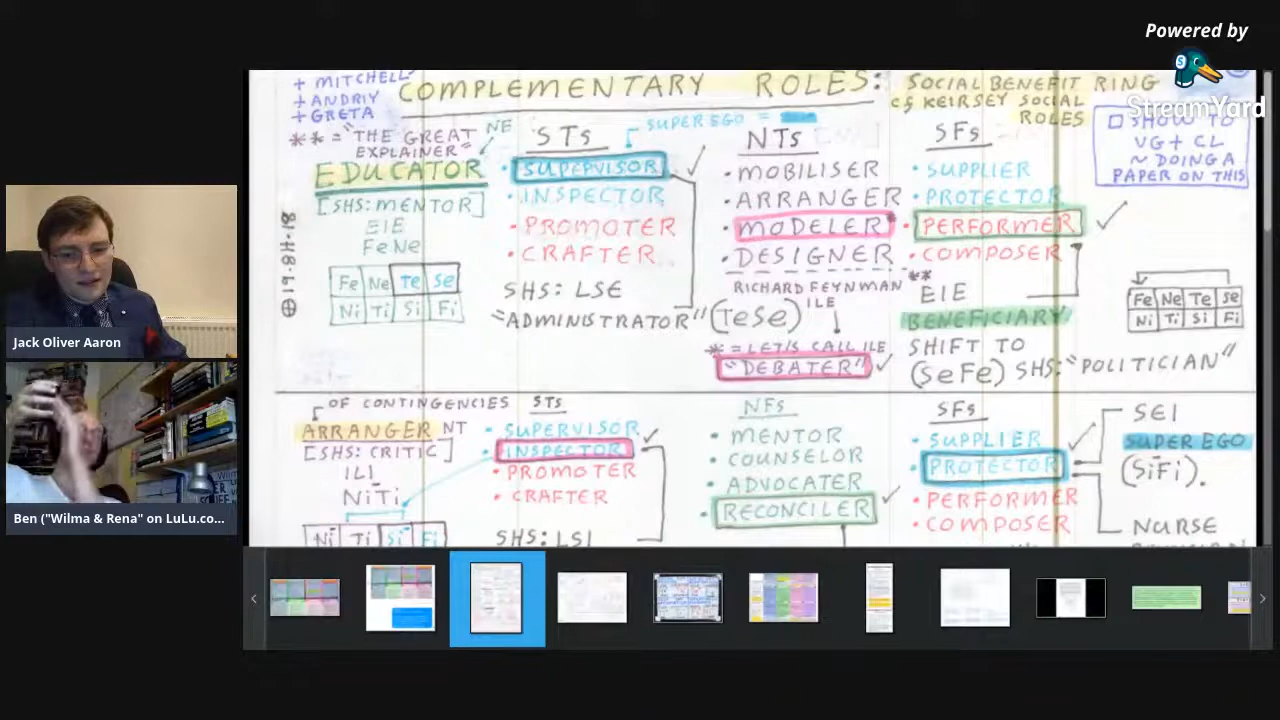 Powered by
StreamYard
Jack Oliver Aaron
Ben ("Wilma & Rena" on LuLu.co...
+ MITCHELL
+ ANDRIY
+ GRETA
COMPLEMENTARY ROLES:
SOCIAL BENEFIT RING
KEIRSEY SOCIAL
ROLES
** = "THE GREAT NE
EXPLAINER"
EDUCATOR
[SHS: MENTOR]
EIE
FeNe
Fe Ne Te Se
Ni Ti Si Fi
STs
SUPER EGO =
• SUPERVISOR
• INSPECTOR
• PROMOTER
• CRAFTER
SHS: LSE
"ADMINISTRATOR" (TeSe)
NTs
• MOBILISER
• ARRANGER
• MODELER*
• DESIGNER
RICHARD FEYNMAN
ILE
* = LET'S CALL ILE
"DEBATER"
SFs
• SUPPLIER
• PROTECTOR
• PERFORMER
• COMPOSER
**
EIE
BENEFICIARY
SHIFT TO
(SeFe) SHS: "POLITICIAN"
SHOW TO
VG + CL
~ DOING A
PAPER ON THIS
Fe Ne Te Se
Ni Ti Si Fi
OF CONTINGENCIES
ARRANGER NT
[SHS: CRITIC]
ILI
NiTi
Ni Ti Si Fi
STs
• SUPERVISOR
• INSPECTOR
• PROMOTER
• CRAFTER
SHS: LSI
NFs
• MENTOR
• COUNSELOR
• ADVOCATER
• RECONCILER
SFs
• SUPPLIER
• PROTECTOR
• PERFORMER
• COMPOSER
SEI
SUPER EGO
(SiFi).
NURSE